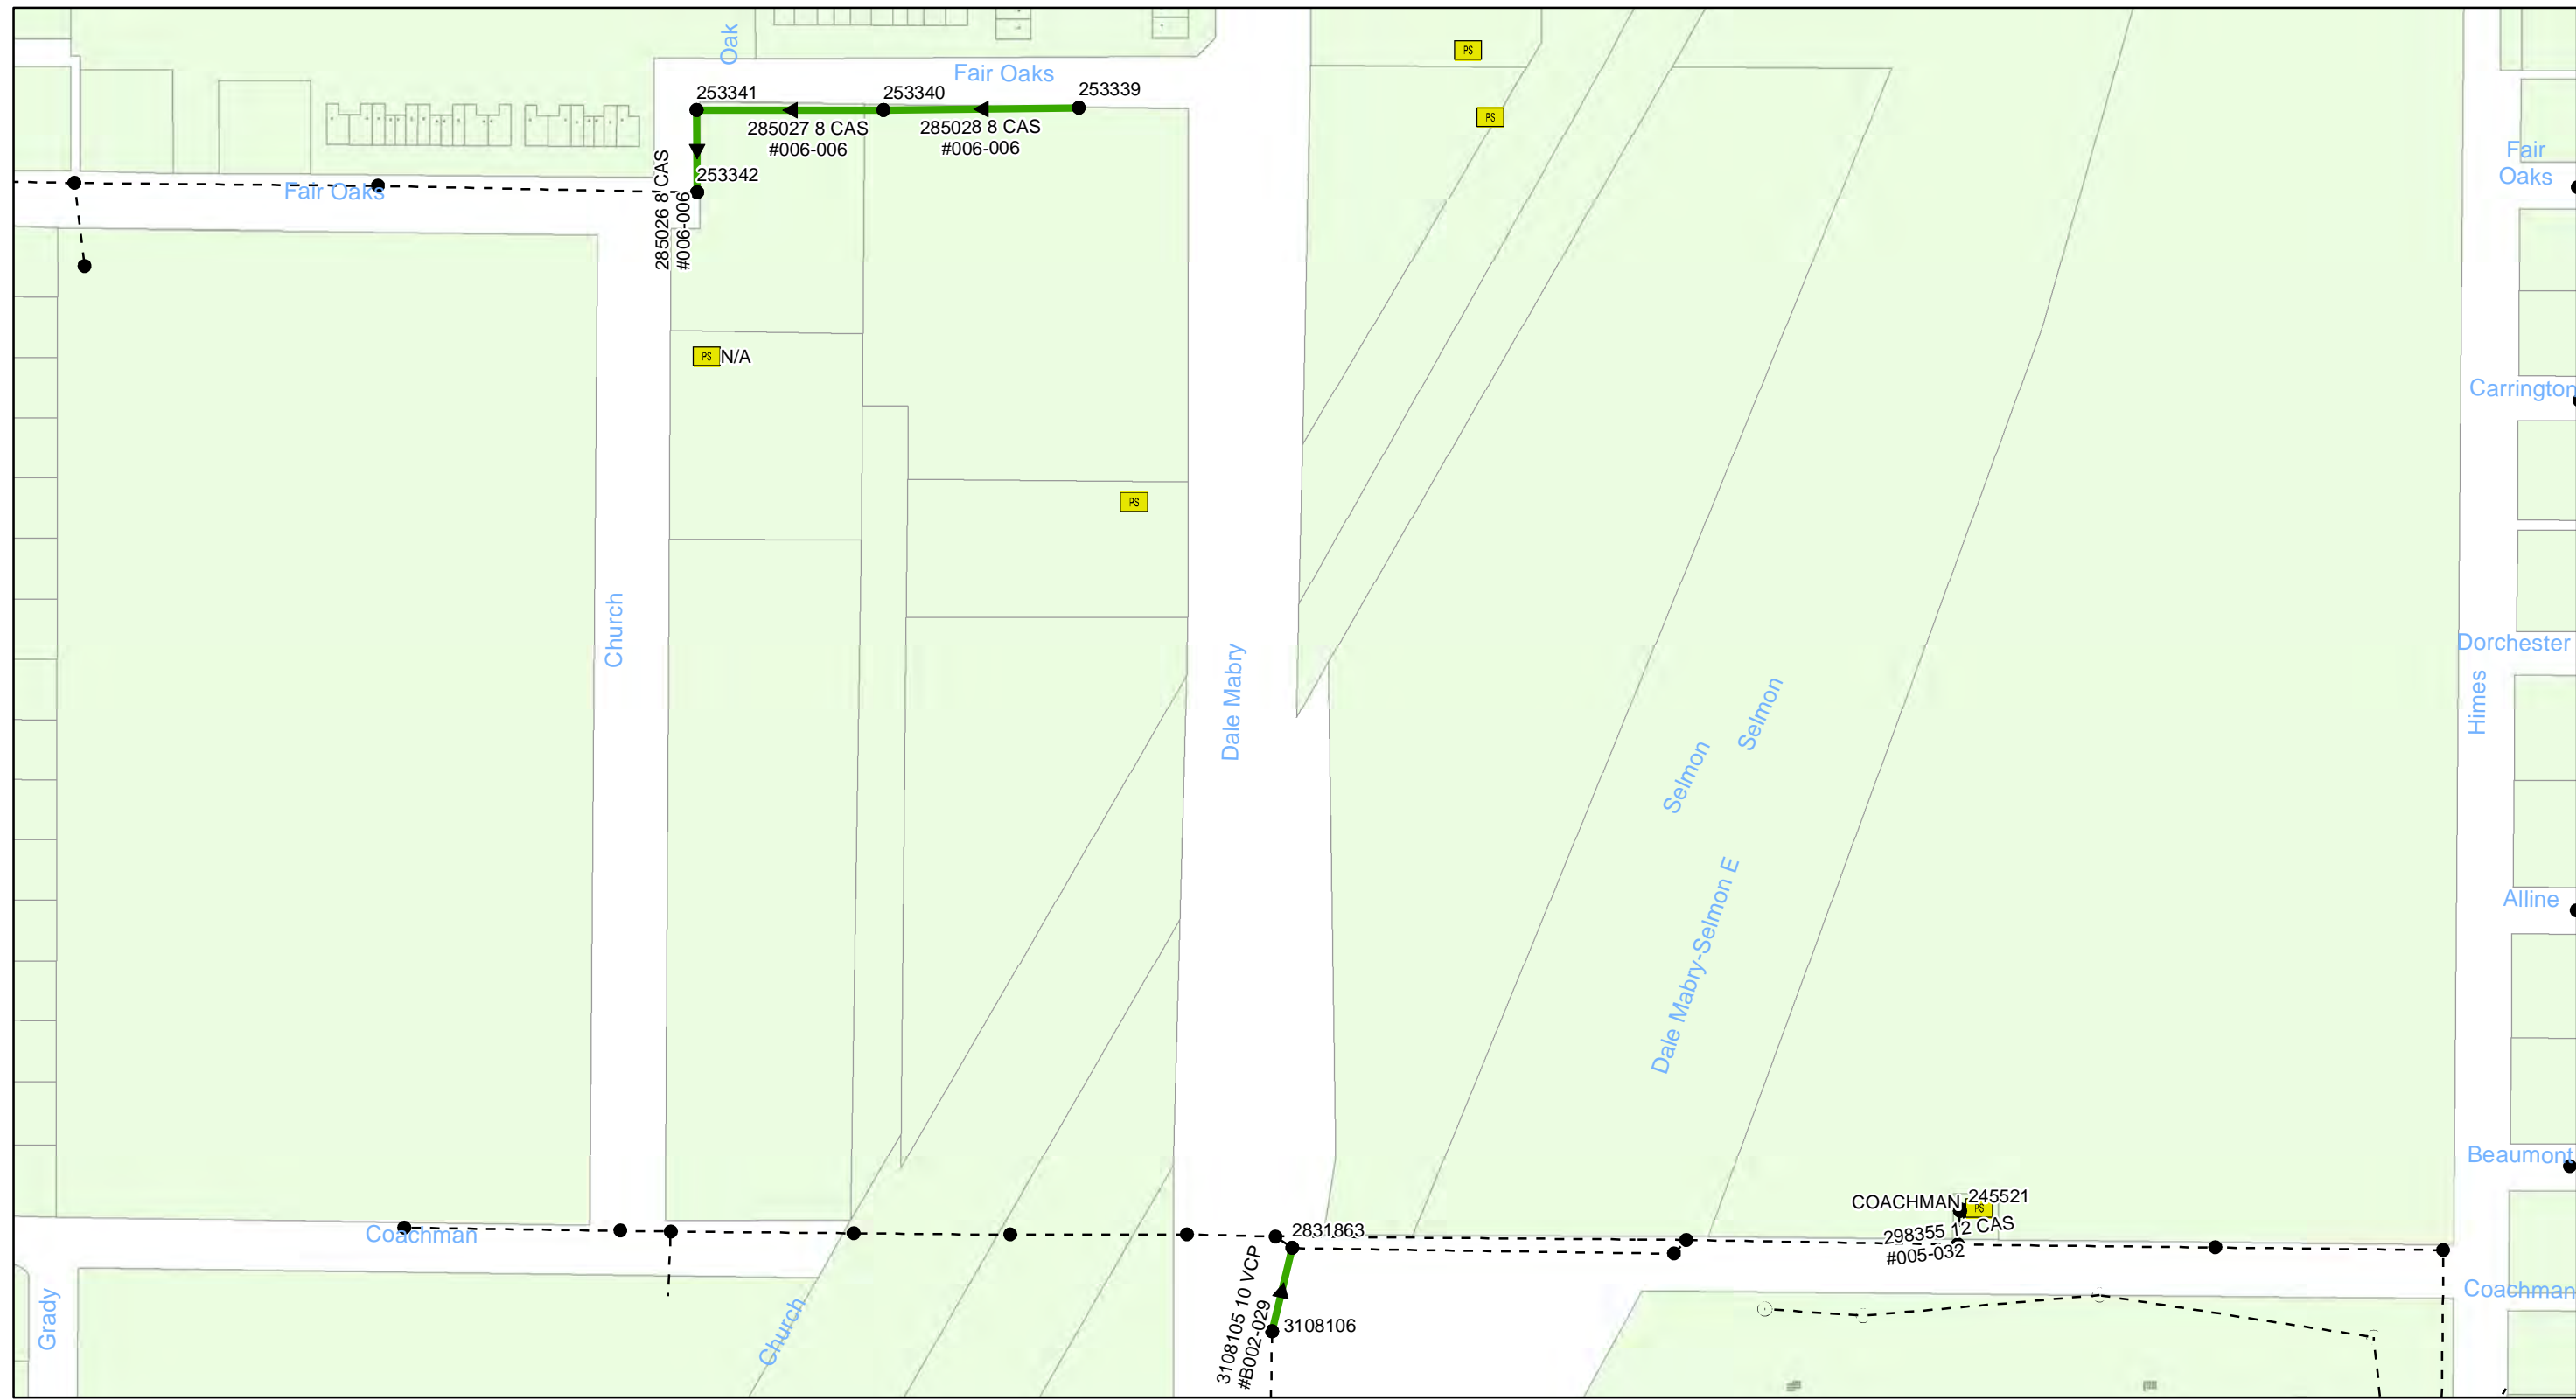 Oak
Fair Oaks
PS
253341
253340
253339
PS
285027 8 CAS
#006-006
285028 8 CAS
#006-006
Fair
Oaks
253342
285026 8 CAS
#006-006
Fair Oaks
PS N/A
Carrington
PS
Church
Dale Mabry
Dorchester
Himes
Selmon
Selmon
Dale Mabry-Selmon E
Alline
Beaumont
COACHMAN
245521
PS
298355 12 CAS
#005-032
Coachman
2831863
3108105 10 VCP
#B002-029
3108106
Grady
Church
Coachman